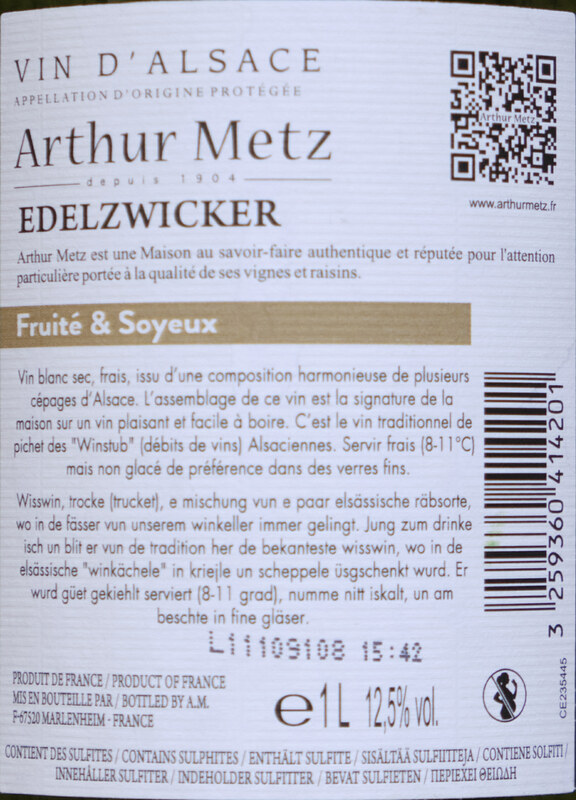 VIN D'ALSACE
APPELLATION D'ORIGINE PROTÉGÉE
Arthur Metz
depuis 1904
EDELZWICKER
Arthur Metz
www.arthurmetz.fr
Arthur Metz est une Maison au savoir-faire authentique et réputée pour l'attention
particulière portée à la qualité de ses vignes et raisins.
Fruité & Soyeux
Vin blanc sec, frais, issu d'une composition harmonieuse de plusieurs
cépages d'Alsace. L'assemblage de ce vin est la signature de la
maison sur un vin plaisant et facile à boire. C'est le vin traditionnel de
pichet des "Winstub" (débits de vins) Alsaciennes. Servir frais (8-11°C)
mais non glacé de préférence dans des verres fins.
Wisswin, trocke (trucket), e mischung vun e paar elsässische räbsorte,
wo in de fässer vun unserem winkeller immer gelingt. Jung zum drinke
isch un blit er vun de tradition her de bekanteste wisswin, wo in de
elsässische "winkächele" in kriejle un scheppele üsgschenkt wurd. Er
wurd güet gekiehlt serviert (8-11 grad), numme nitt iskalt, un am
beschte in fine gläser.
3 259360 414201
L11109108 15:42
PRODUIT DE FRANCE / PRODUCT OF FRANCE
MIS EN BOUTEILLE PAR / BOTTLED BY A.M.
F-67520 MARLENHEIM - FRANCE
e 1 L 12,5% vol.
CE235445
CONTIENT DES SULFITES / CONTAINS SULPHITES / ENTHÄLT SULFITE / SISÄLTÄÄ SULFIITTEJA / CONTIENE SOLFITI /
INNEHÅLLER SULFITER / INDEHOLDER SULFITTER / BEVAT SULFIETEN / ΠΕΡΙΕΧΕΙ ΘΕΙΩΔΗ